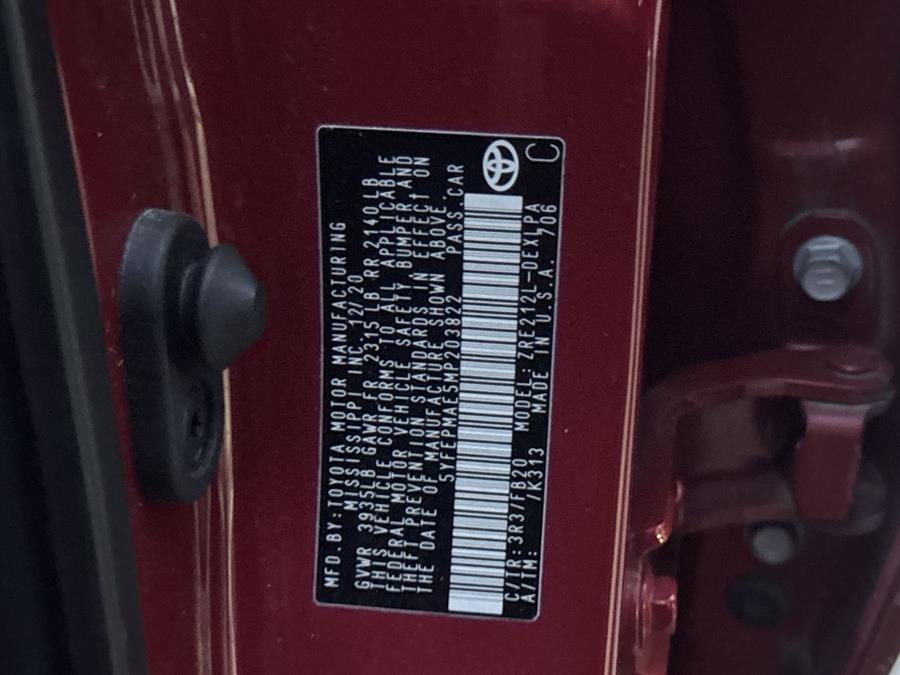 MFD.BY:TOYOTA MOTOR MANUFACTURING
MISSISSIPPI INC.12/20
GVWR 3935LB GAWR FR 2315LB RR 2140LB
THIS VEHICLE CONFORMS TO ALL APPLICABLE
FEDERAL MOTOR VEHICLE SAFETY BUMPER,AND
THEFT PREVENTION STANDARDS IN EFFECT ON
THE DATE OF MANUFACTURE SHOWN ABOVE.
5YFEPMAE5MP203822 PASS.CAR
C/TR:3R3/FB20 MODEL:ZRE212L-DEXLPA
A/TM: /K313 MADE IN U.S.A. 706
C